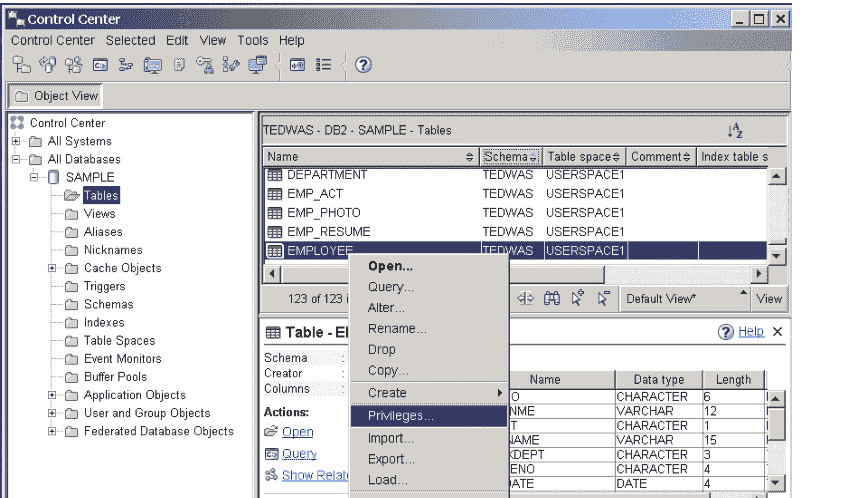 Control Center
Control Center Selected Edit View Tools Help
Object View
Control Center
All Systems
All Databases
SAMPLE
Tables
Views
Aliases
Nicknames
Cache Objects
Triggers
Schemas
Indexes
Table Spaces
Event Monitors
Buffer Pools
Application Objects
User and Group Objects
Federated Database Objects
TEDWAS - DB2 - SAMPLE - Tables
Name Schema Table space Comment Index table s
DEPARTMENT TEDWAS USERSPACE1
EMP_ACT TEDWAS USERSPACE1
EMP_PHOTO TEDWAS USERSPACE1
EMP_RESUME TEDWAS USERSPACE1
EMPLOYEE TEDWAS USERSPACE1
123 of 123 Default View* View
Open...
Query...
Alter...
Rename...
Drop
Copy...
Create
Privileges...
Import...
Export...
Load...
Table - E
Help
Schema :
Creator :
Columns :
Actions:
Open
Query
Show Relat
Name Data type Length
O CHARACTER 6
NME VARCHAR 12
T CHARACTER 1
NAME VARCHAR 15
KDEPT CHARACTER 3
ENO CHARACTER 4
DATE DATE 4